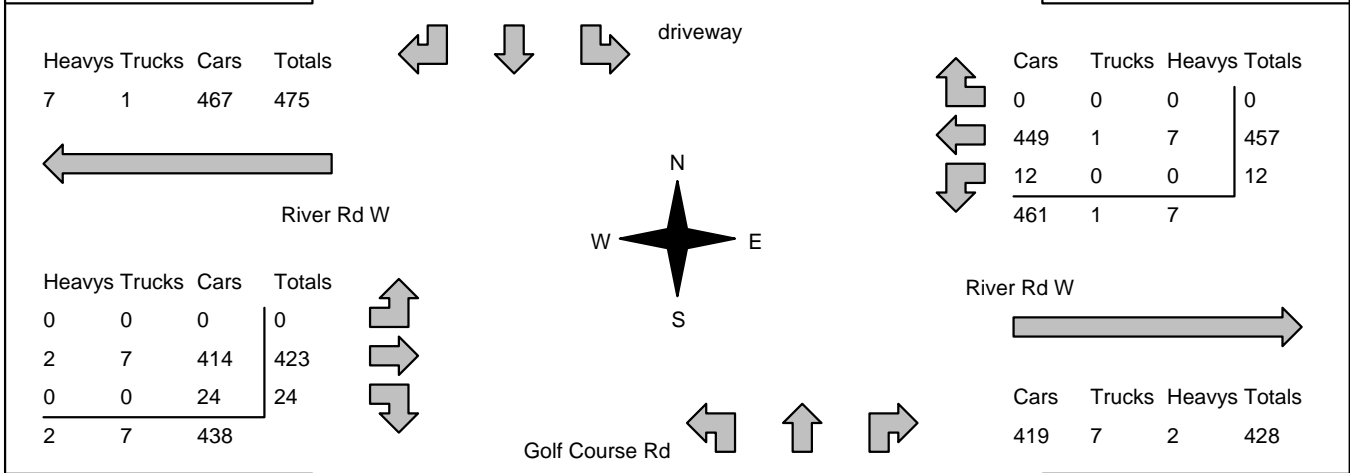 driveway
Heavys Trucks Cars Totals
7 1 467 475
River Rd W
Heavys Trucks Cars Totals
0 0 0 0
2 7 414 423
0 0 24 24
2 7 438
N
W E
S
Golf Course Rd
Cars Trucks Heavys Totals
0 0 0 0
449 1 7 457
12 0 0 12
461 1 7
River Rd W
Cars Trucks Heavys Totals
419 7 2 428